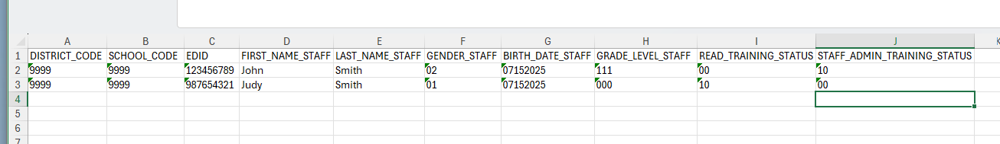 A B C D E F G H I J K
1 DISTRICT_CODE SCHOOL_CODE EDID FIRST_NAME_STAFF LAST_NAME_STAFF GENDER_STAFF BIRTH_DATE_STAFF GRADE_LEVEL_STAFF READ_TRAINING_STATUS STAFF_ADMIN_TRAINING_STATUS
2 9999 9999 123456789 John Smith 02 07152025 111 00 10
3 9999 9999 987654321 Judy Smith 01 07152025 000 10 00
4
5
6
7